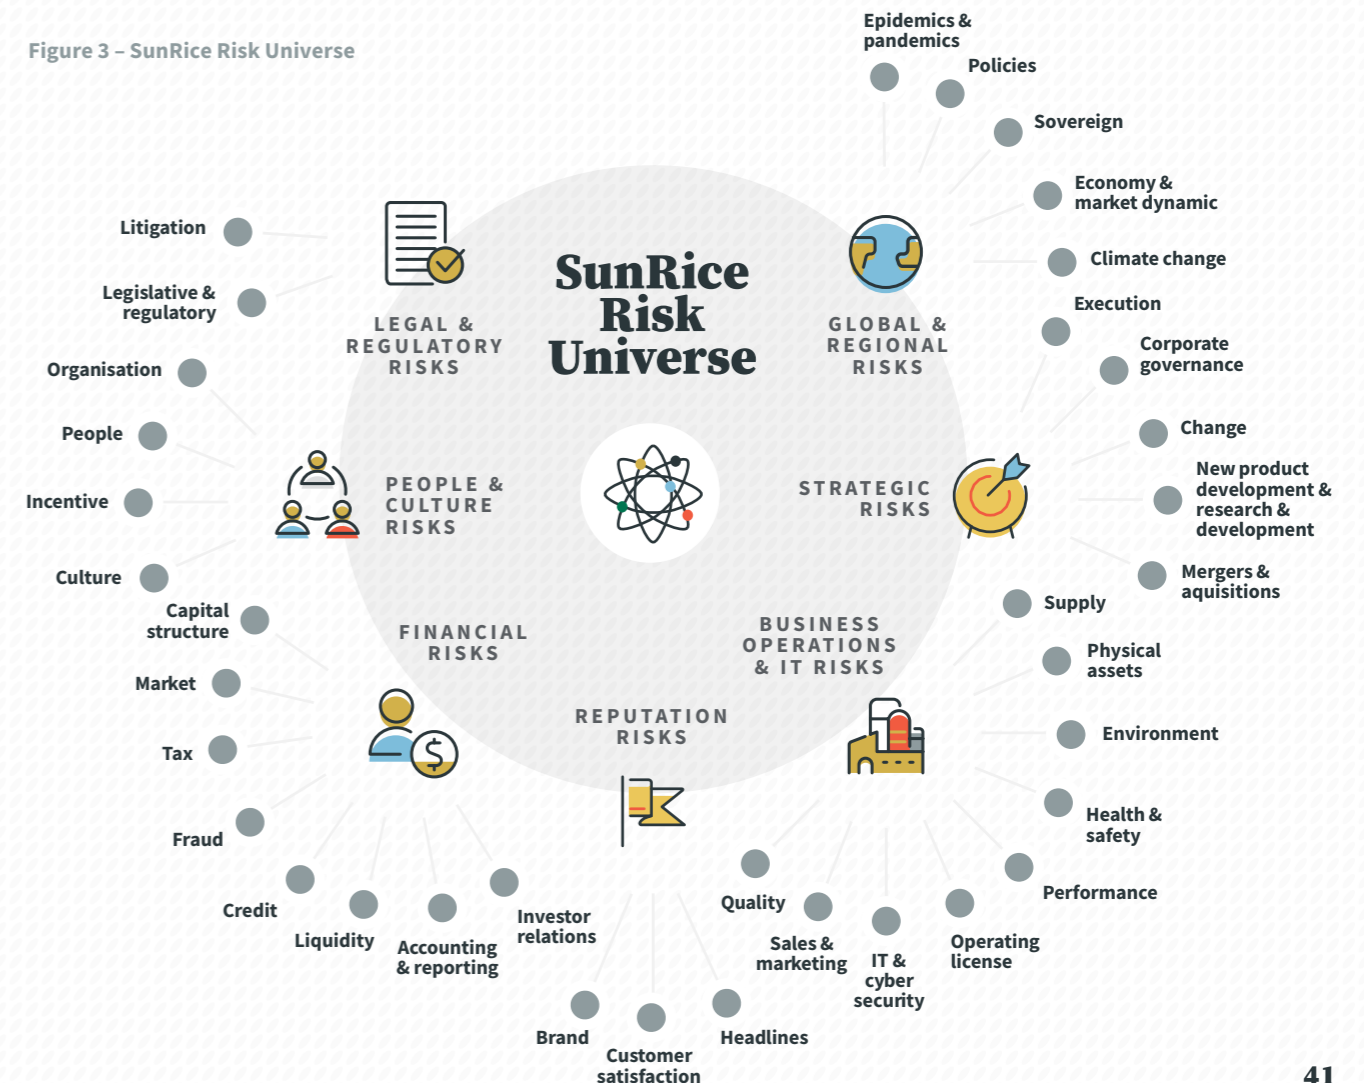 Figure 3 – SunRice Risk Universe
Epidemics &
pandemics
Policies
Sovereign
Economy &
market dynamic
Climate change
Execution
Corporate
governance
Change
New product
development &
research &
development
Mergers &
aquisitions
Supply
Physical
assets
Environment
Health &
safety
Performance
Operating
license
IT &
cyber
security
Sales &
marketing
Quality
Headlines
Customer
satisfaction
Brand
Investor
relations
Accounting
& reporting
Liquidity
Credit
Fraud
Tax
Market
Capital
structure
Culture
Incentive
People
Organisation
Legislative &
regulatory
Litigation
SunRice
Risk
Universe
LEGAL &
REGULATORY
RISKS
GLOBAL &
REGIONAL
RISKS
PEOPLE &
CULTURE
RISKS
STRATEGIC
RISKS
FINANCIAL
RISKS
BUSINESS
OPERATIONS
& IT RISKS
REPUTATION
RISKS
$
41